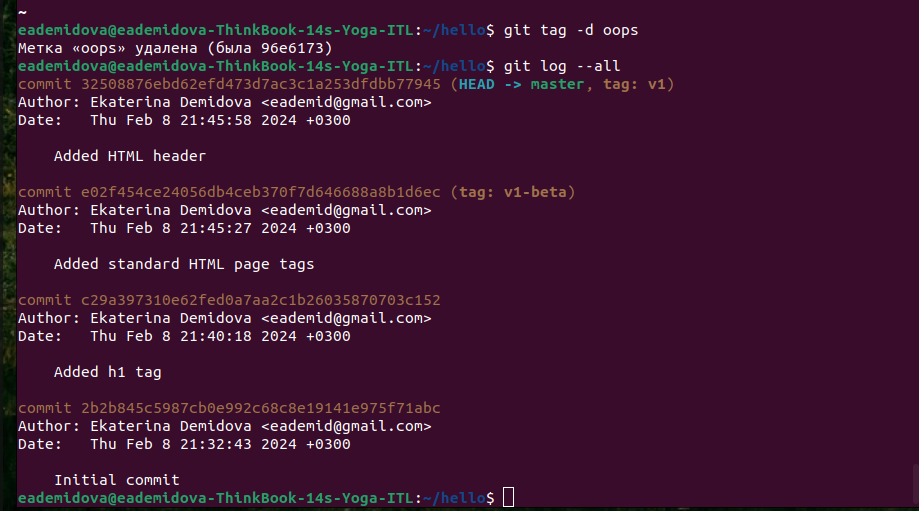 ~
eademidova@eademidova-ThinkBook-14s-Yoga-ITL:~/hello$ git tag -d oops
Метка «oops» удалена (была 96e6173)
eademidova@eademidova-ThinkBook-14s-Yoga-ITL:~/hello$ git log --all
commit 32508876ebd62efd473d7ac3c1a253dfdbb77945 (HEAD -> master, tag: v1)
Author: Ekaterina Demidova <eademid@gmail.com>
Date:   Thu Feb 8 21:45:58 2024 +0300
    Added HTML header
commit e02f454ce24056db4ceb370f7d646688a8b1d6ec (tag: v1-beta)
Author: Ekaterina Demidova <eademid@gmail.com>
Date:   Thu Feb 8 21:45:27 2024 +0300
    Added standard HTML page tags
commit c29a397310e62fed0a7aa2c1b26035870703c152
Author: Ekaterina Demidova <eademid@gmail.com>
Date:   Thu Feb 8 21:40:18 2024 +0300
    Added h1 tag
commit 2b2b845c5987cb0e992c68c8e19141e975f71abc
Author: Ekaterina Demidova <eademid@gmail.com>
Date:   Thu Feb 8 21:32:43 2024 +0300
    Initial commit
eademidova@eademidova-ThinkBook-14s-Yoga-ITL:~/hello$